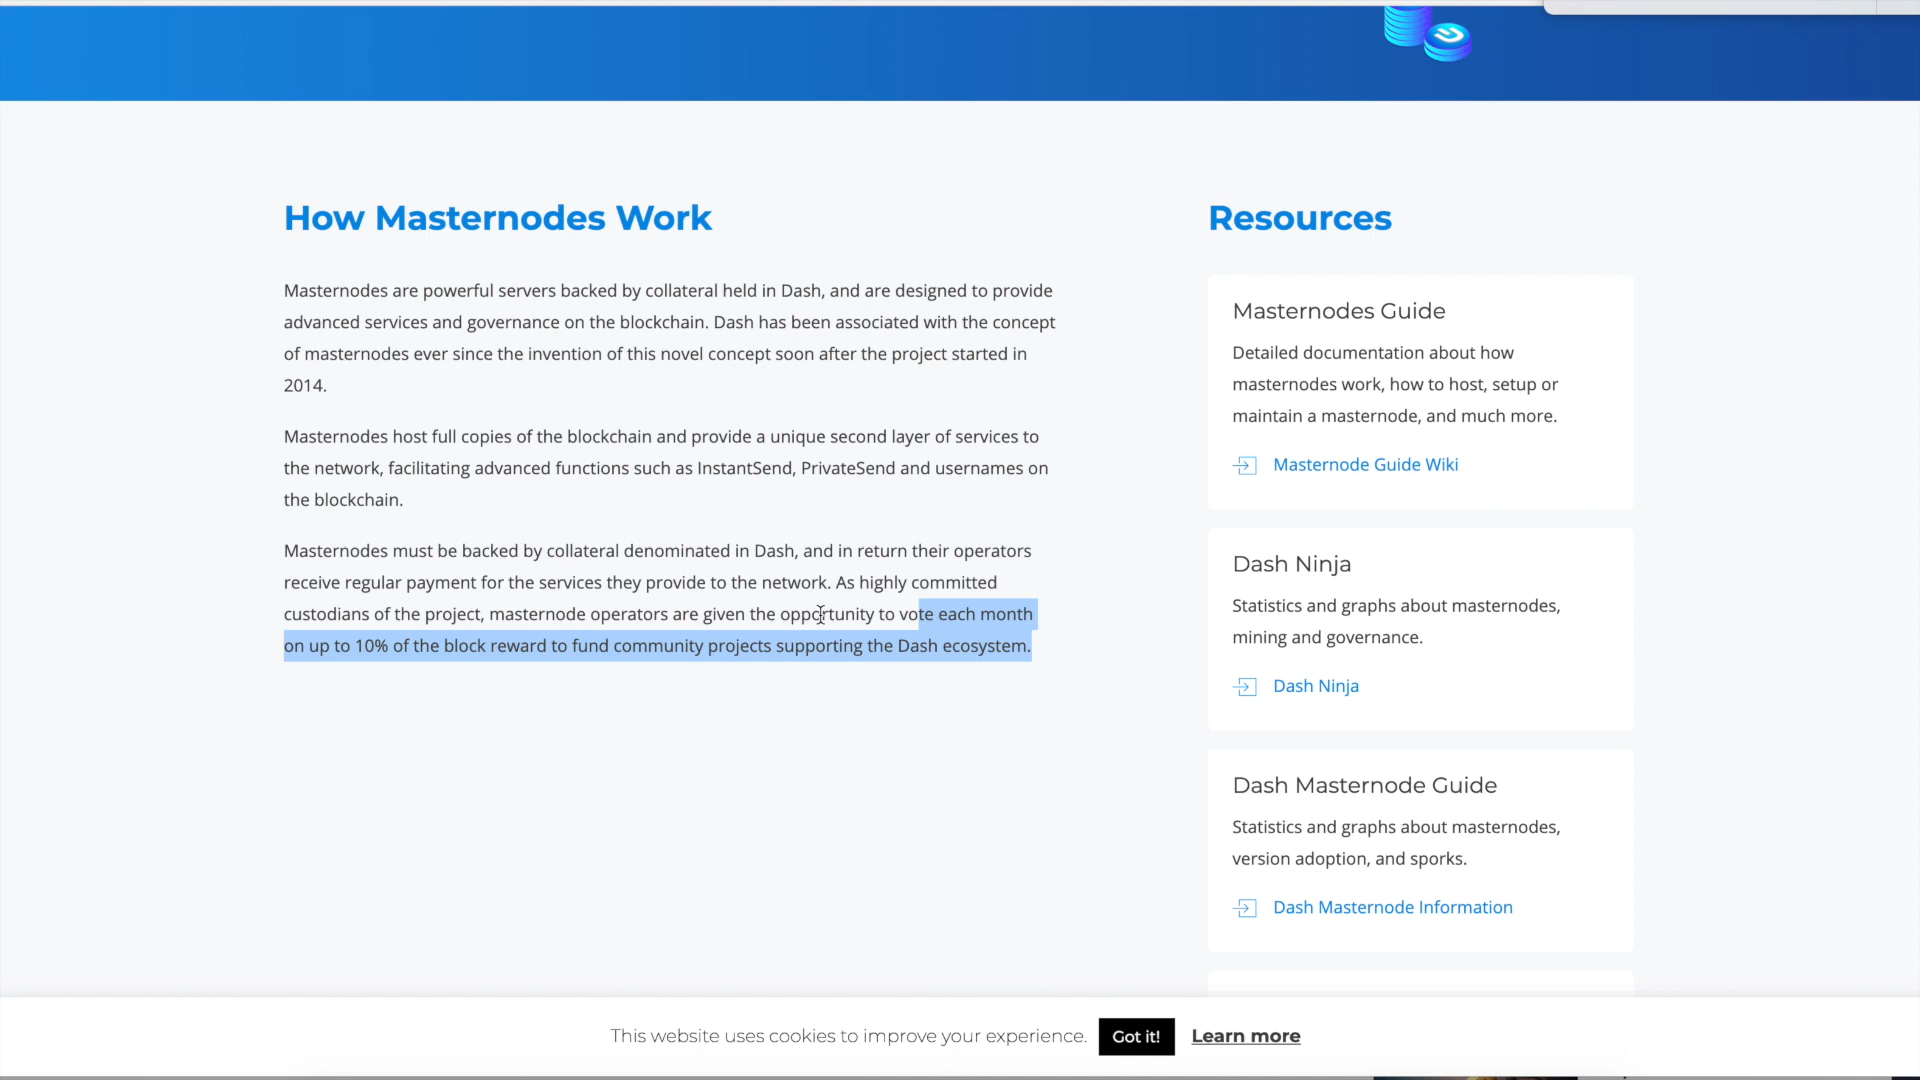 How Masternodes Work
Masternodes are powerful servers backed by collateral held in Dash, and are designed to provide
advanced services and governance on the blockchain. Dash has been associated with the concept
of masternodes ever since the invention of this novel concept soon after the project started in
2014.
Masternodes host full copies of the blockchain and provide a unique second layer of services to
the network, facilitating advanced functions such as InstantSend, PrivateSend and usernames on
the blockchain.
Masternodes must be backed by collateral denominated in Dash, and in return their operators
receive regular payment for the services they provide to the network. As highly committed
custodians of the project, masternode operators are given the opportunity to vote each month
on up to 10% of the block reward to fund community projects supporting the Dash ecosystem.
Resources
Masternodes Guide
Detailed documentation about how
masternodes work, how to host, setup or
maintain a masternode, and much more.
Masternode Guide Wiki
Dash Ninja
Statistics and graphs about masternodes,
mining and governance.
Dash Ninja
Dash Masternode Guide
Statistics and graphs about masternodes,
version adoption, and sporks.
Dash Masternode Information
This website uses cookies to improve your experience. Got it! Learn more